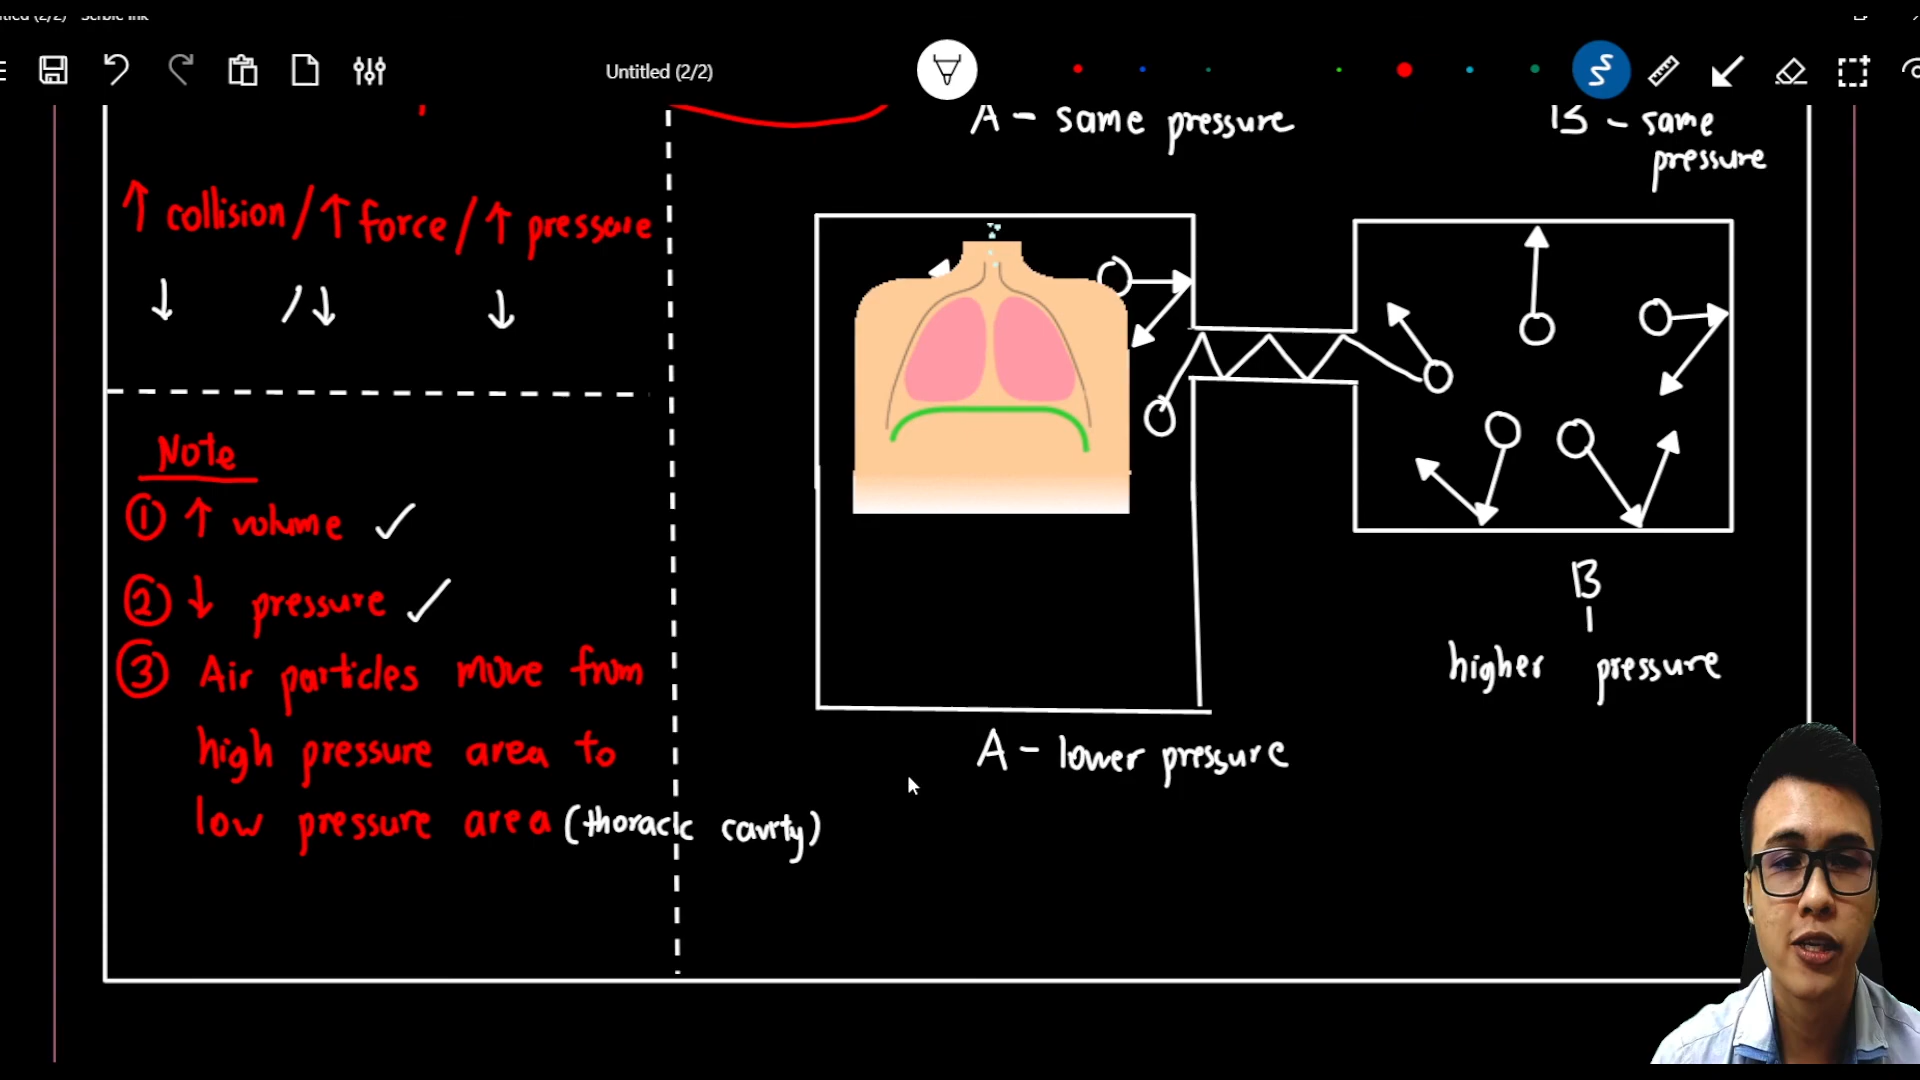 Untitled (2/2)
A - same pressure
B - same
pressure
↑ collision / ↑ force / ↑ pressure
↓ / ↓ ↓
Note
① ↑ volume ✓
② ↓ pressure ✓
③ Air particles move from
high pressure area to
low pressure area (thoracic cavity)
B
higher pressure
A - lower pressure